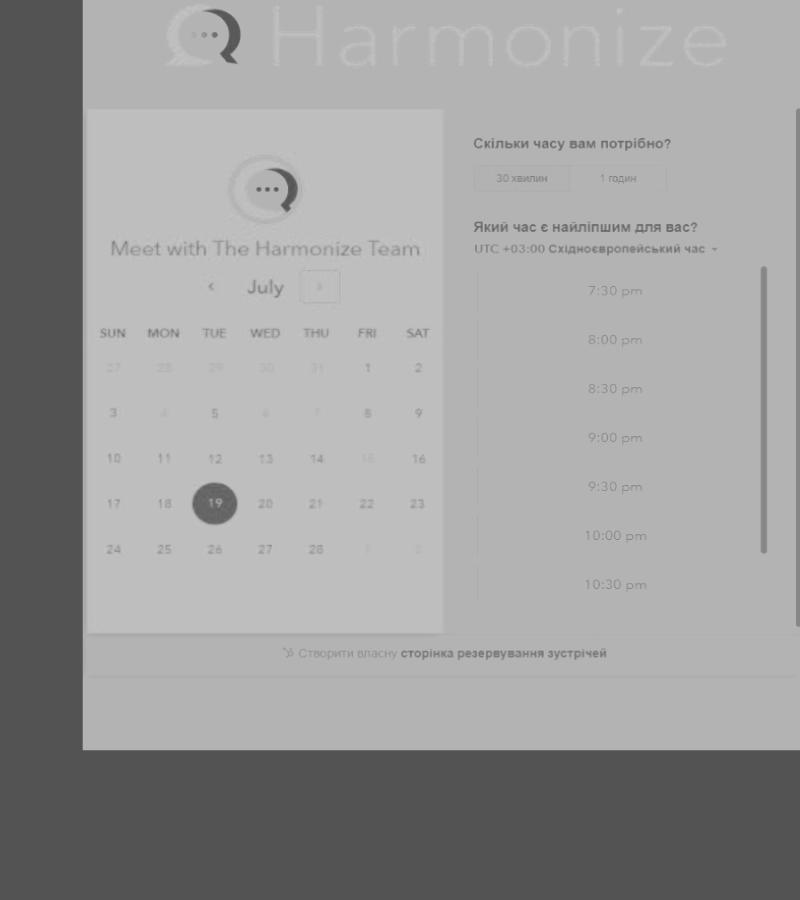 Harmonize
Meet with The Harmonize Team
July
SUN MON TUE WED THU FRI SAT
27 28 29 30 31 1 2
3 4 5 6 7 8 9
10 11 12 13 14 15 16
17 18 19 20 21 22 23
24 25 26 27 28 1 2
Скільки часу вам потрібно?
30 хвилин 1 годин
Який час є найліпшим для вас?
UTC +03:00 Східноєвропейський час
7:30 pm
8:00 pm
8:30 pm
9:00 pm
9:30 pm
10:00 pm
10:30 pm
Створити власну сторінка резервування зустрічей